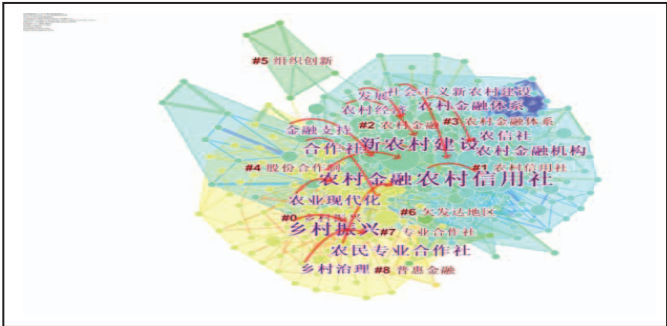 #5 组织创新
发展 社会主义新农村建设
农村经济 农村金融体系
金融支持 #2 农村金融 #3 农村金融体系
农信社
合作社 新农村建设 农村金融机构
#4 股份合作制 #1 农村信用社
农村金融 农村信用社
农业现代化
#0 乡村振兴 #6 欠发达地区
乡村振兴 #7 专业合作社
农民专业合作社
乡村治理 #8 普惠金融